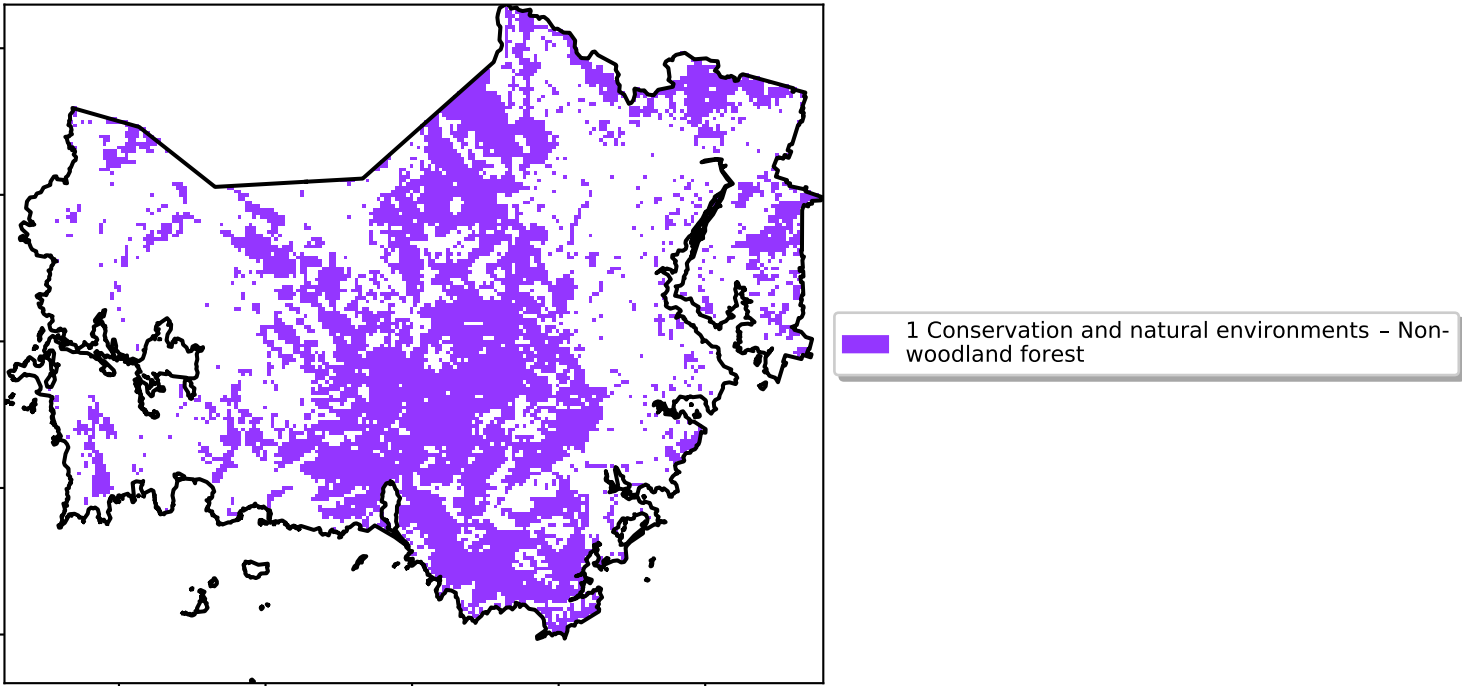 1 Conservation and natural environments – Non-
woodland forest